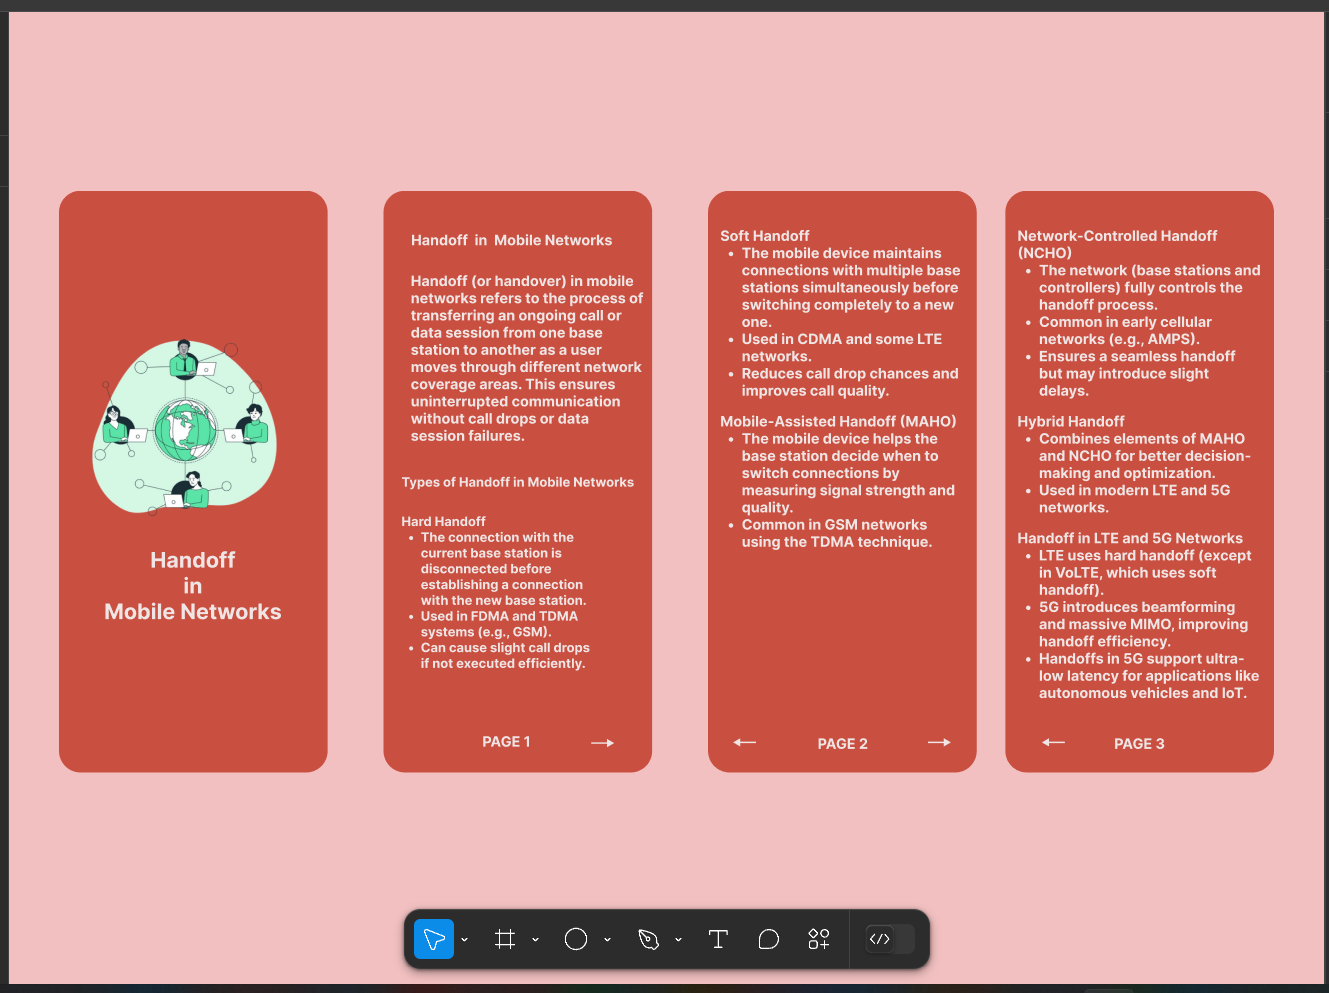 Handoff
in
Mobile Networks
Handoff in Mobile Networks
Handoff (or handover) in mobile
networks refers to the process of
transferring an ongoing call or
data session from one base
station to another as a user
moves through different network
coverage areas. This ensures
uninterrupted communication
without call drops or data
session failures.
Types of Handoff in Mobile Networks
Hard Handoff
• The connection with the
current base station is
disconnected before
establishing a connection
with the new base station.
• Used in FDMA and TDMA
systems (e.g., GSM).
• Can cause slight call drops
if not executed efficiently.
PAGE 1
Soft Handoff
• The mobile device maintains
connections with multiple base
stations simultaneously before
switching completely to a new
one.
• Used in CDMA and some LTE
networks.
• Reduces call drop chances and
improves call quality.
Mobile-Assisted Handoff (MAHO)
• The mobile device helps the
base station decide when to
switch connections by
measuring signal strength and
quality.
• Common in GSM networks
using the TDMA technique.
PAGE 2
Network-Controlled Handoff
(NCHO)
• The network (base stations and
controllers) fully controls the
handoff process.
• Common in early cellular
networks (e.g., AMPS).
• Ensures a seamless handoff
but may introduce slight
delays.
Hybrid Handoff
• Combines elements of MAHO
and NCHO for better decision-
making and optimization.
• Used in modern LTE and 5G
networks.
Handoff in LTE and 5G Networks
• LTE uses hard handoff (except
in VoLTE, which uses soft
handoff).
• 5G introduces beamforming
and massive MIMO, improving
handoff efficiency.
• Handoffs in 5G support ultra-
low latency for applications like
autonomous vehicles and IoT.
PAGE 3